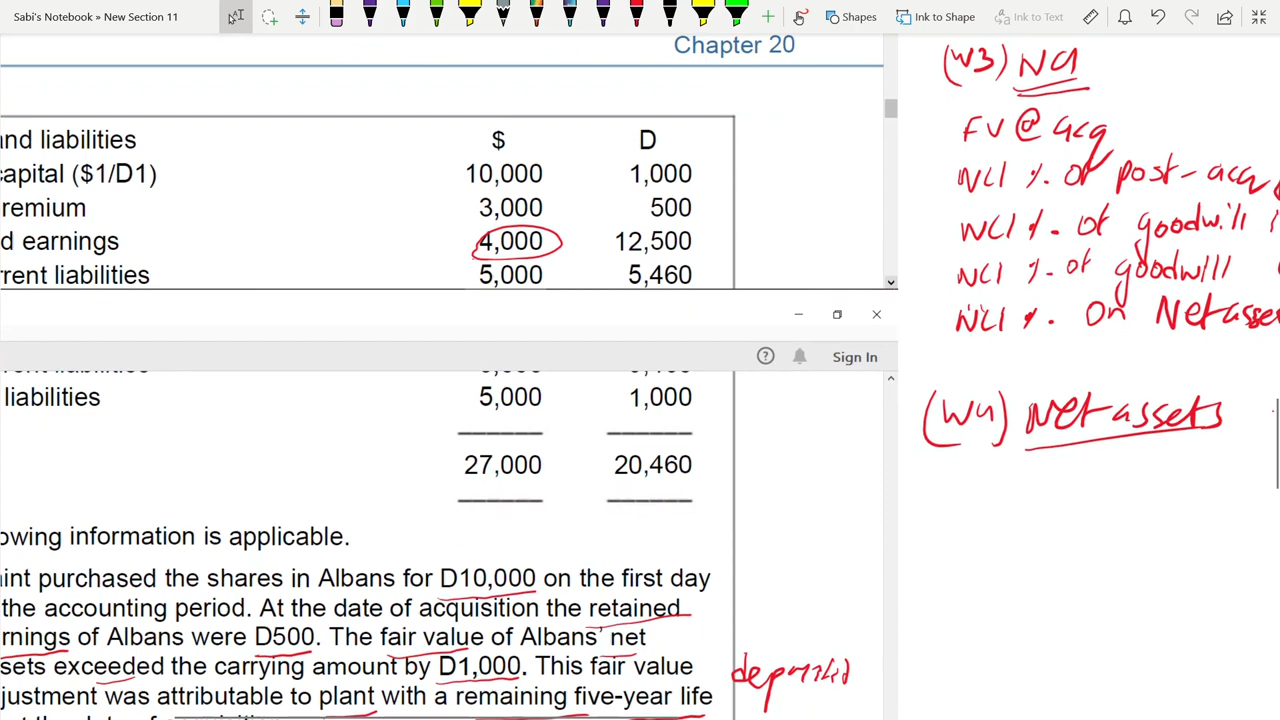 Sabi's Notebook » New Section 11
Shapes
Ink to Shape
Ink to Text
Chapter 20
and liabilities $ D
capital ($1/D1) 10,000 1,000
remium 3,000 500
d earnings 4,000 12,500
rrent liabilities 5,000 5,460
Sign In
liabilities 5,000 1,000
27,000 20,460
owing information is applicable.
int purchased the shares in Albans for D10,000 on the first day
the accounting period. At the date of acquisition the retained
rnings of Albans were D500. The fair value of Albans' net
sets exceeded the carrying amount by D1,000. This fair value
justment was attributable to plant with a remaining five-year life
(W3) NCI
FV @ acq
NCI % of post-acq
NCI % of goodwill
NCI % of goodwill
NCI % on Net asse
(W4) Net assets